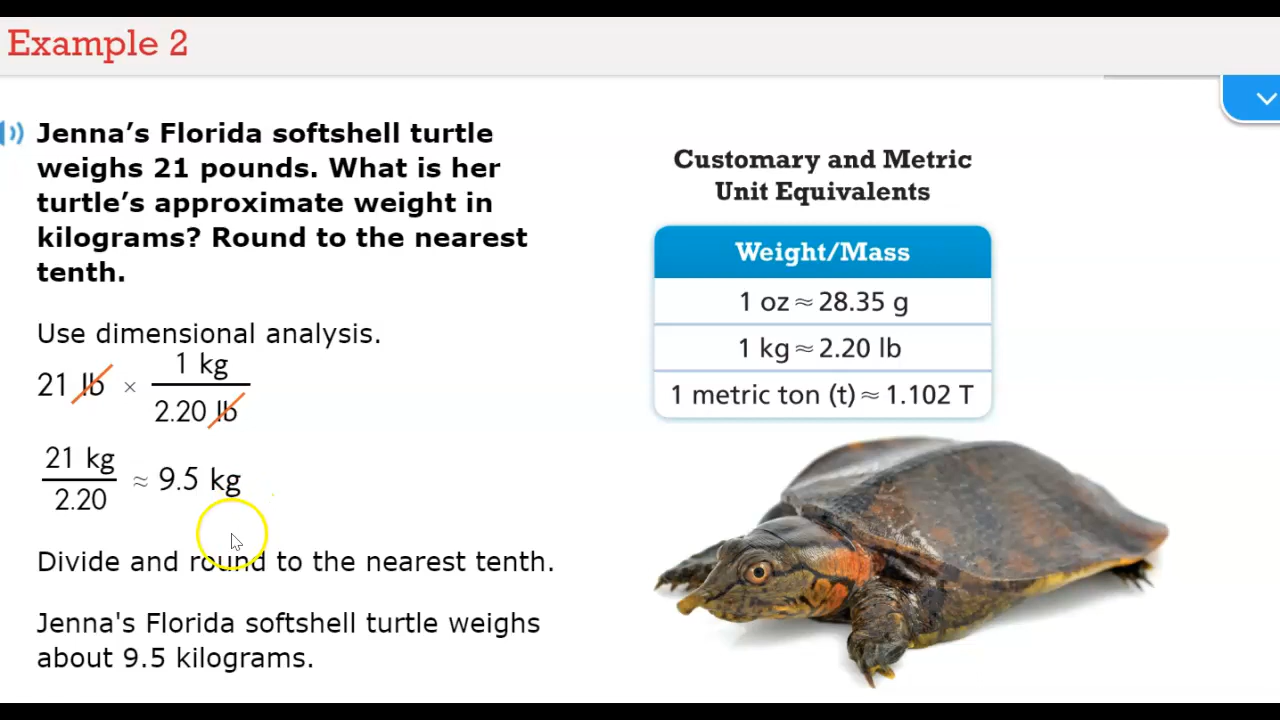 Example 2
Jenna’s Florida softshell turtle
weighs 21 pounds. What is her
turtle’s approximate weight in
kilograms? Round to the nearest
tenth.
Use dimensional analysis.
21 lb × 1 kg
2.20 lb
21 kg
2.20 ≈ 9.5 kg
Divide and round to the nearest tenth.
Jenna's Florida softshell turtle weighs
about 9.5 kilograms.
Customary and Metric
Unit Equivalents
Weight/Mass
1 oz ≈ 28.35 g
1 kg ≈ 2.20 lb
1 metric ton (t) ≈ 1.102 T